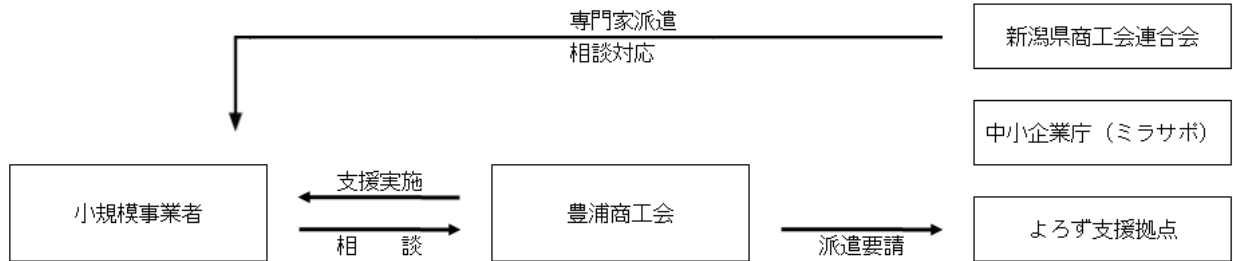 専門家派遣
相談対応
新潟県商工会連合会
中小企業庁（ミラサポ）
小規模事業者
支援実施
相　談
豊浦商工会
派遣要請
よろず支援拠点